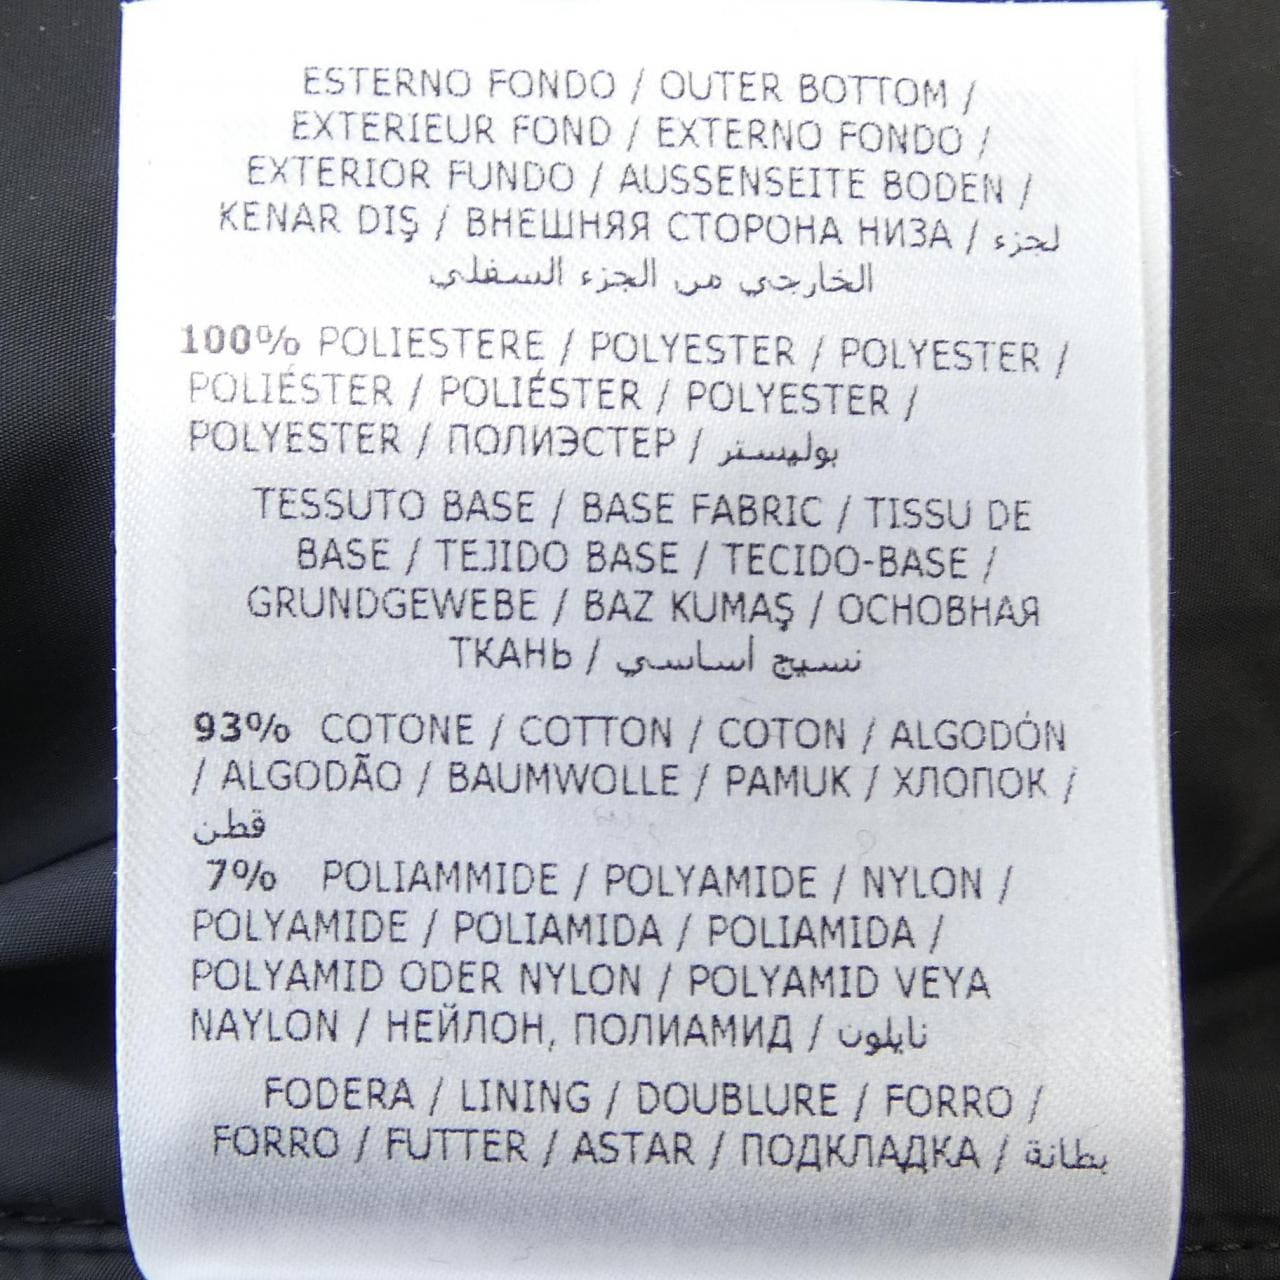 ESTERNO FONDO / OUTER BOTTOM /
EXTERIEUR FOND / EXTERNO FONDO /
EXTERIOR FUNDO / AUSSENSEITE BODEN /
KENAR DIŞ / ВНЕШНЯЯ СТОРОНА НИЗА / لجزء
الخارجي من الجزء السفلي
100% POLIESTERE / POLYESTER / POLYESTER /
POLIÉSTER / POLIÉSTER / POLYESTER /
POLYESTER / ПОЛИЭСТЕР / بوليستر
TESSUTO BASE / BASE FABRIC / TISSU DE
BASE / TEJIDO BASE / TECIDO-BASE /
GRUNDGEWEBE / BAZ KUMAŞ / ОСНОВНАЯ
ТКАНЬ / نسيج أساسي
93% COTONE / COTTON / COTON / ALGODÓN
/ ALGODÃO / BAUMWOLLE / PAMUK / ХЛОПОК /
قطن
7% POLIAMMIDE / POLYAMIDE / NYLON /
POLYAMIDE / POLIAMIDA / POLIAMIDA /
POLYAMID ODER NYLON / POLYAMID VEYA
NAYLON / НЕЙЛОН, ПОЛИАМИД / نايلون
FODERA / LINING / DOUBLURE / FORRO /
FORRO / FUTTER / ASTAR / ПОДКЛАДКА / بطانة